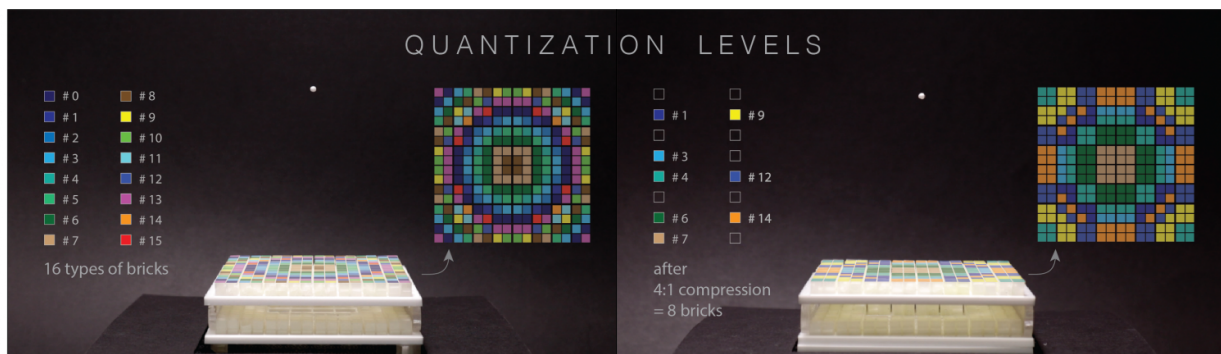 QUANTIZATION LEVELS
#0 #8
#1 #9
#2 #10
#3 #11
#4 #12
#5 #13
#6 #14
#7 #15
16 types of bricks
#1 #9
#3
#4 #12
#6 #14
#7
after
4:1 compression
= 8 bricks